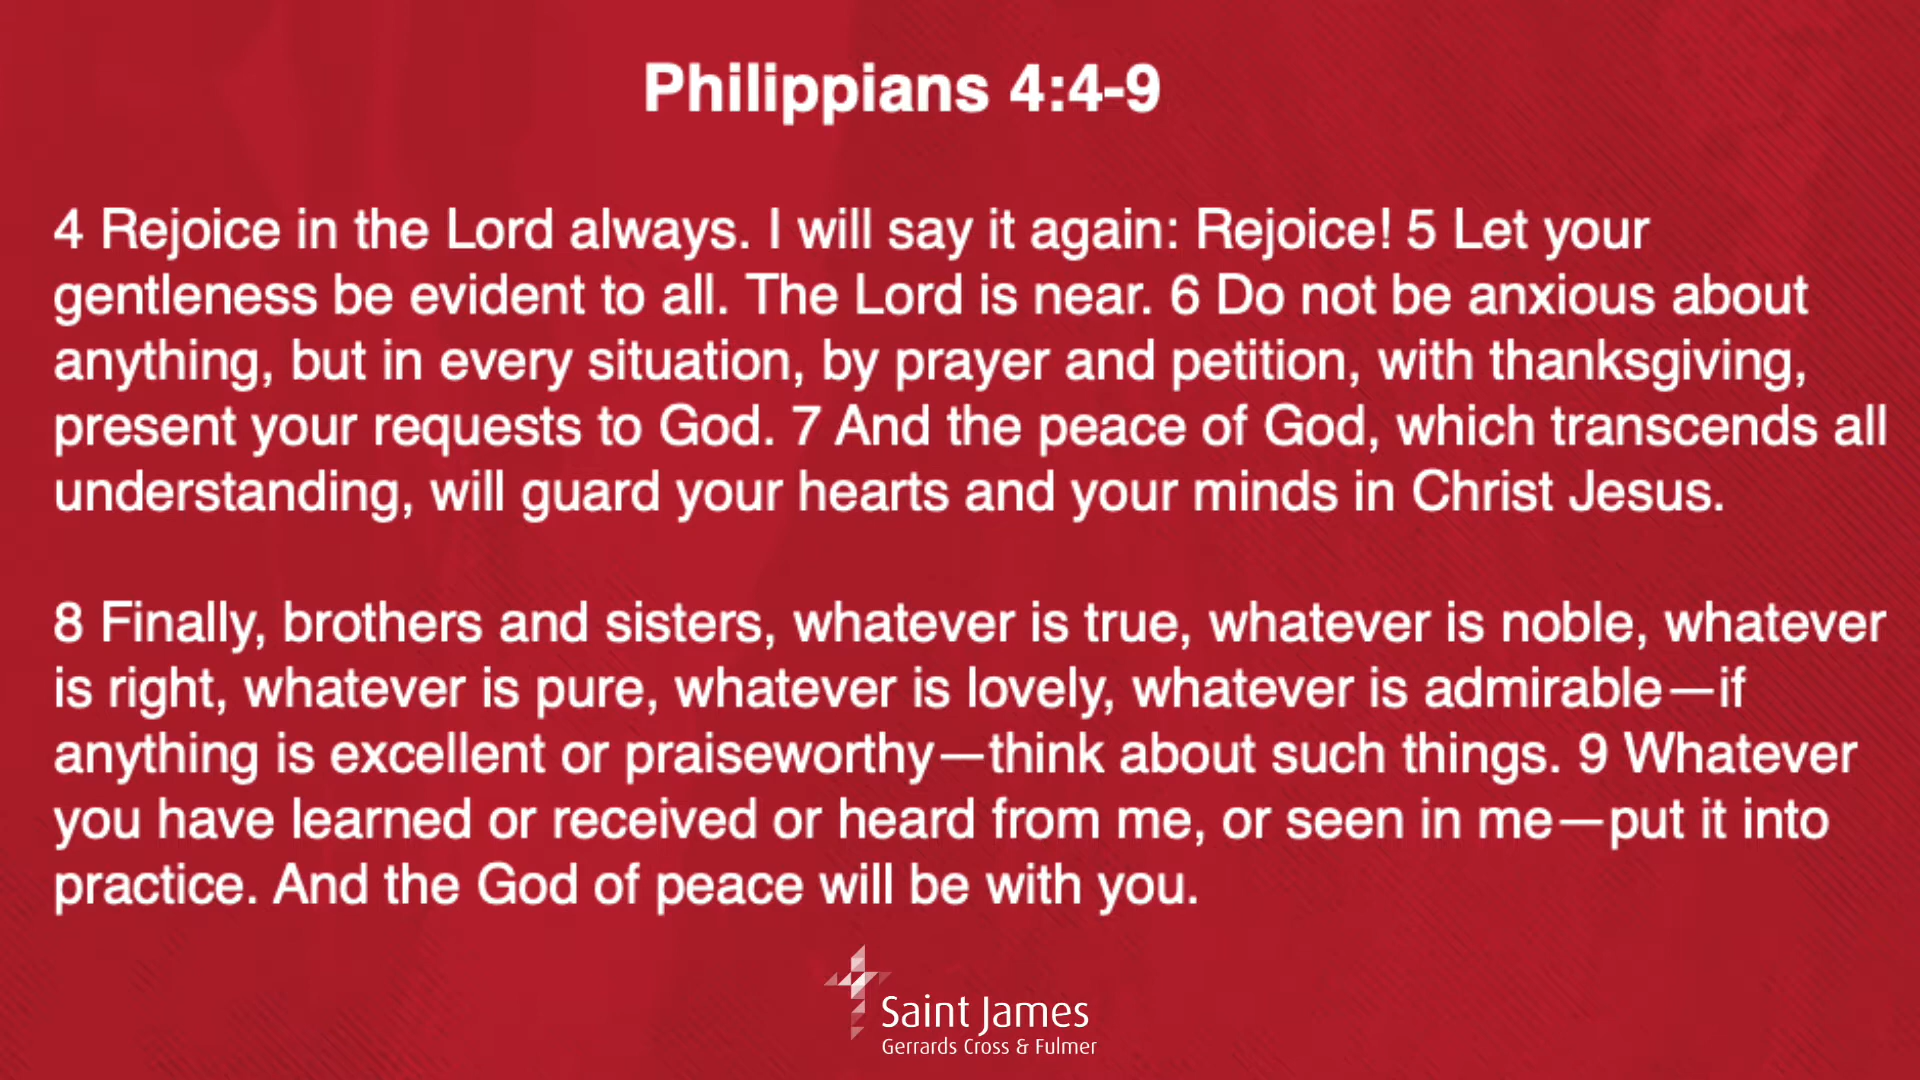 Philippians 4:4-9
4 Rejoice in the Lord always. I will say it again: Rejoice! 5 Let your
gentleness be evident to all. The Lord is near. 6 Do not be anxious about
anything, but in every situation, by prayer and petition, with thanksgiving,
present your requests to God. 7 And the peace of God, which transcends all
understanding, will guard your hearts and your minds in Christ Jesus.
8 Finally, brothers and sisters, whatever is true, whatever is noble, whatever
is right, whatever is pure, whatever is lovely, whatever is admirable—if
anything is excellent or praiseworthy—think about such things. 9 Whatever
you have learned or received or heard from me, or seen in me—put it into
practice. And the God of peace will be with you.
Saint James
Gerrards Cross & Fulmer